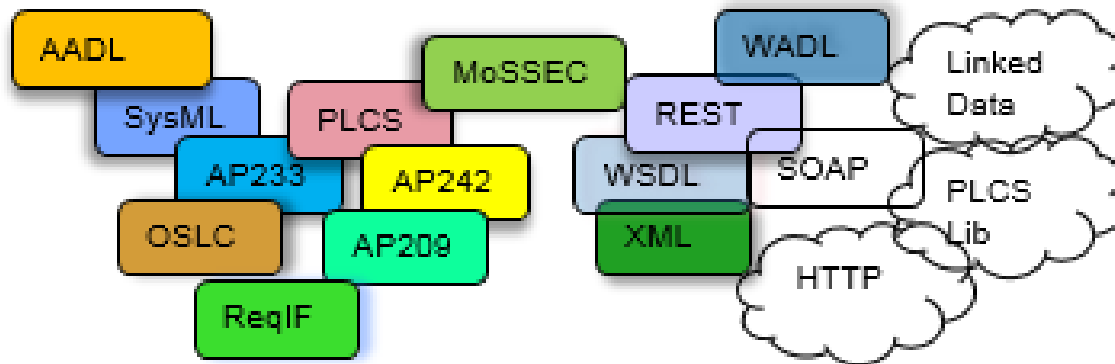 AADL
WADL
MoSSEC
Linked
Data
SysML
PLCS
REST
AP233
AP242
WSDL
SOAP
PLCS
Lib
OSLC
AP209
XML
HTTP
ReqIF